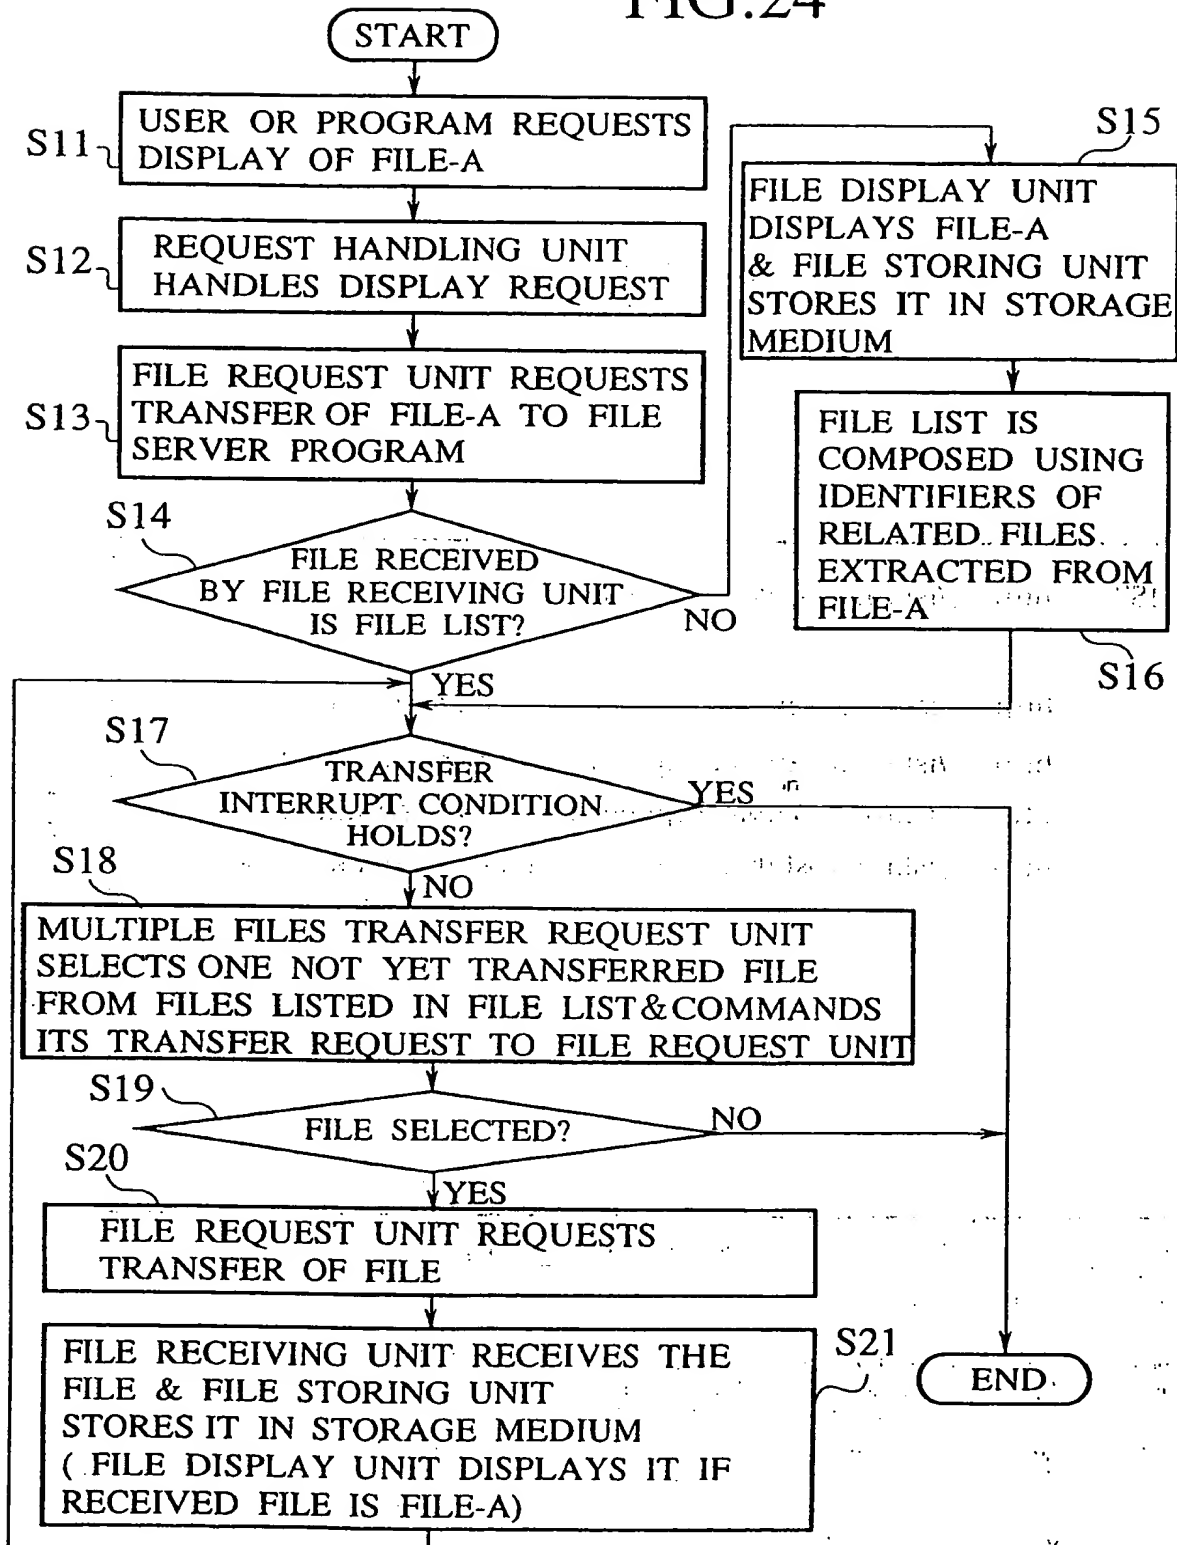 FIG.24
START
S11
USER OR PROGRAM REQUESTS
DISPLAY OF FILE-A
S12
REQUEST HANDLING UNIT
HANDLES DISPLAY REQUEST
S13
FILE REQUEST UNIT REQUESTS
TRANSFER OF FILE-A TO FILE
SERVER PROGRAM
S14
FILE RECEIVED
BY FILE RECEIVING UNIT
IS FILE LIST?
NO
YES
S15
FILE DISPLAY UNIT
DISPLAYS FILE-A
& FILE STORING UNIT
STORES IT IN STORAGE
MEDIUM
FILE LIST IS
COMPOSED USING
IDENTIFIERS OF
RELATED FILES
EXTRACTED FROM
FILE-A
S16
S17
TRANSFER
INTERRUPT CONDITION
HOLDS?
YES
NO
S18
MULTIPLE FILES TRANSFER REQUEST UNIT
SELECTS ONE NOT YET TRANSFERRED FILE
FROM FILES LISTED IN FILE LIST&COMMANDS
ITS TRANSFER REQUEST TO FILE REQUEST UNIT
S19
FILE SELECTED?
NO
YES
S20
FILE REQUEST UNIT REQUESTS
TRANSFER OF FILE
S21
FILE RECEIVING UNIT RECEIVES THE
FILE & FILE STORING UNIT
STORES IT IN STORAGE MEDIUM
( FILE DISPLAY UNIT DISPLAYS IT IF
RECEIVED FILE IS FILE-A)
END